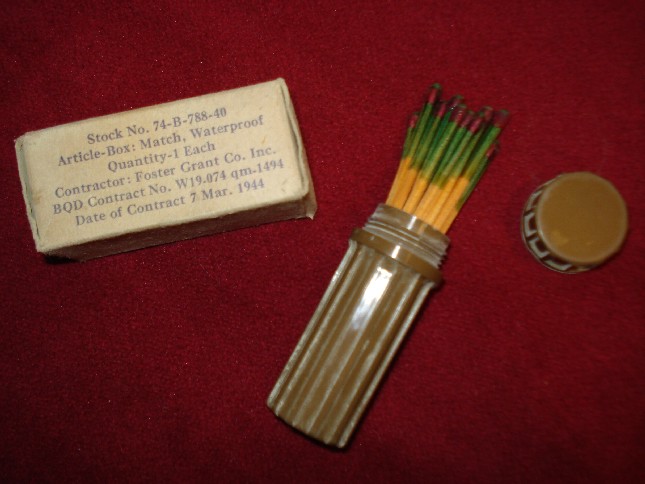 Stock No. 74-B-788-40
Article-Box: Match, Waterproof
Quantity-1 Each
Contractor: Foster Grant Co. Inc.
BQD Contract No. W19.074 qm.1494
Date of Contract 7 Mar. 1944